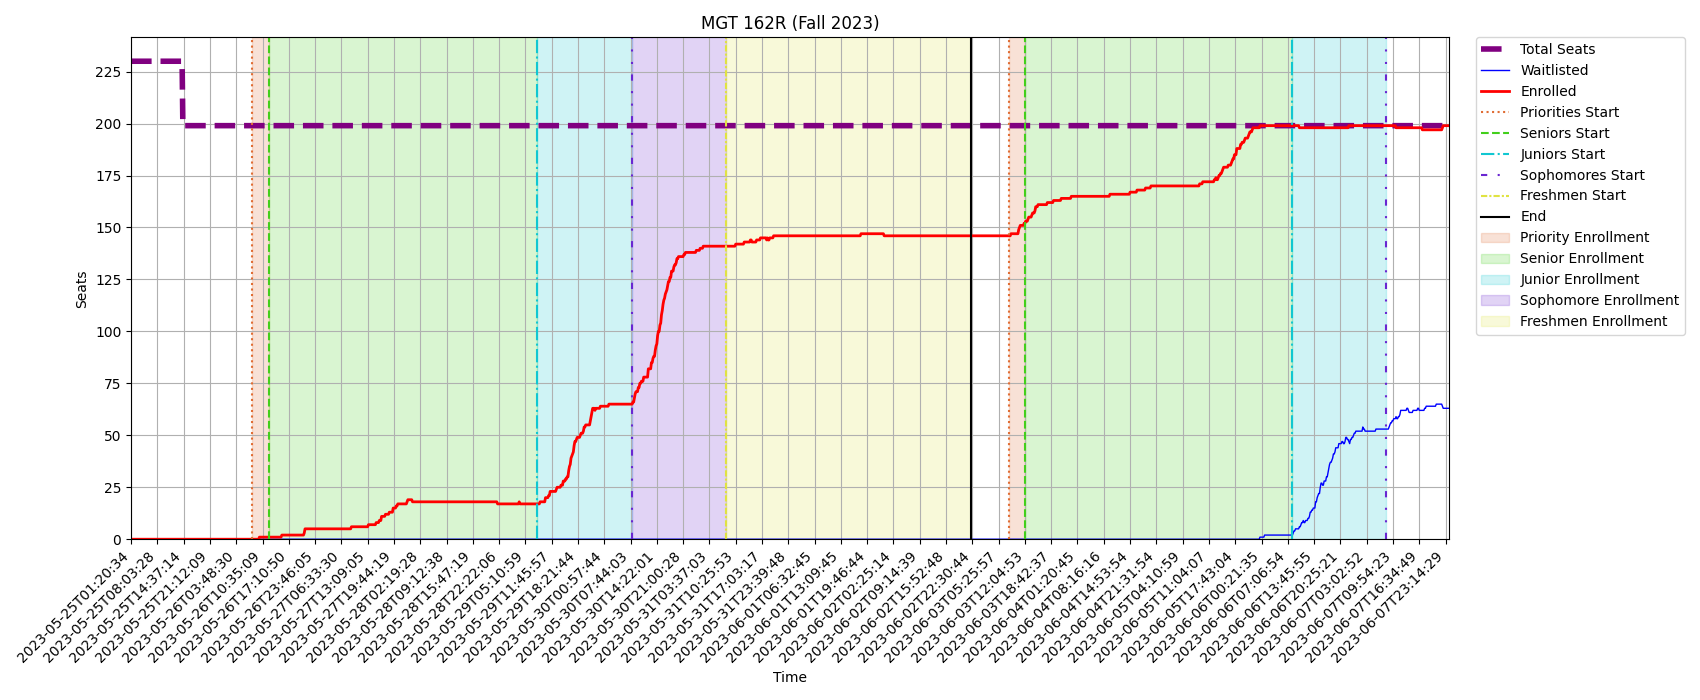 MGT 162R (Fall 2023)
Total Seats
Waitlisted
Enrolled
Priorities Start
Seniors Start
Juniors Start
Sophomores Start
Freshmen Start
End
Priority Enrollment
Senior Enrollment
Junior Enrollment
Sophomore Enrollment
Freshmen Enrollment
Seats
225
200
175
150
125
100
75
50
25
0
2023-05-25T01:20:34
2023-05-25T08:03:28
2023-05-25T14:37:14
2023-05-25T21:12:09
2023-05-26T03:48:30
2023-05-26T10:35:09
2023-05-26T17:10:50
2023-05-26T23:46:05
2023-05-27T06:33:30
2023-05-27T13:09:05
2023-05-27T19:44:19
2023-05-28T02:19:28
2023-05-28T09:12:38
2023-05-28T15:47:19
2023-05-28T22:22:06
2023-05-29T05:10:59
2023-05-29T11:45:57
2023-05-29T18:21:44
2023-05-30T00:57:44
2023-05-30T07:44:03
2023-05-30T14:22:01
2023-05-30T21:00:28
2023-05-31T03:37:03
2023-05-31T10:25:53
2023-05-31T17:03:17
2023-05-31T23:39:48
2023-06-01T06:32:45
2023-06-01T13:09:45
2023-06-01T19:46:44
2023-06-02T02:25:14
2023-06-02T09:14:39
2023-06-02T15:52:48
2023-06-02T22:30:44
2023-06-03T05:25:57
2023-06-03T12:04:53
2023-06-03T18:42:37
2023-06-04T01:20:45
2023-06-04T08:16:16
2023-06-04T14:53:54
2023-06-04T21:31:54
2023-06-05T04:10:59
2023-06-05T11:04:07
2023-06-05T17:43:04
2023-06-06T00:21:35
2023-06-06T07:06:54
2023-06-06T13:45:55
2023-06-06T20:25:21
2023-06-07T03:02:52
2023-06-07T09:54:23
2023-06-07T16:34:49
2023-06-07T23:14:29
Time